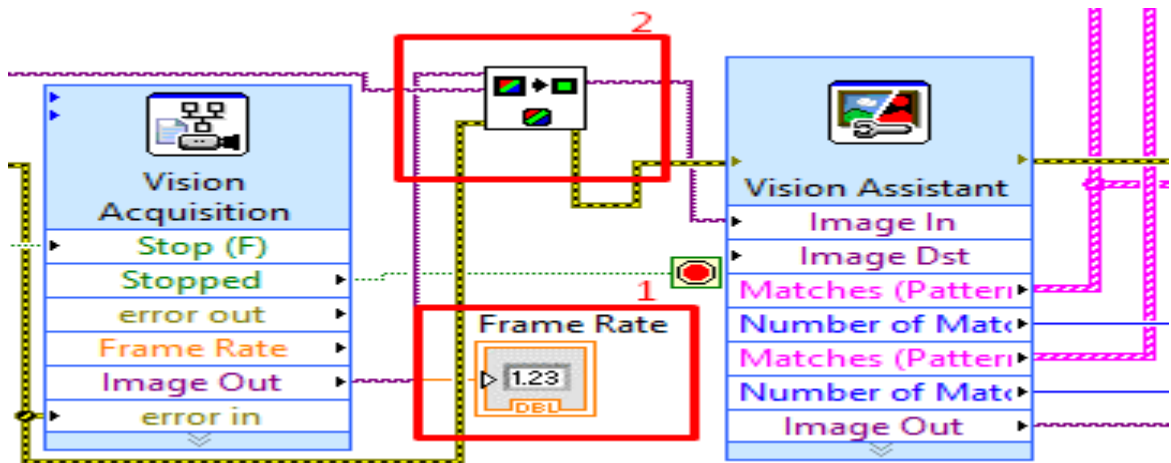 2
Vision
Acquisition
Stop (F)
Stopped
error out
Frame Rate
Image Out
error in
1
Frame Rate
1.23
DBL
Vision Assistant
Image In
Image Dst
Matches (Pattern
Number of Matc
Matches (Pattern
Number of Matc
Image Out